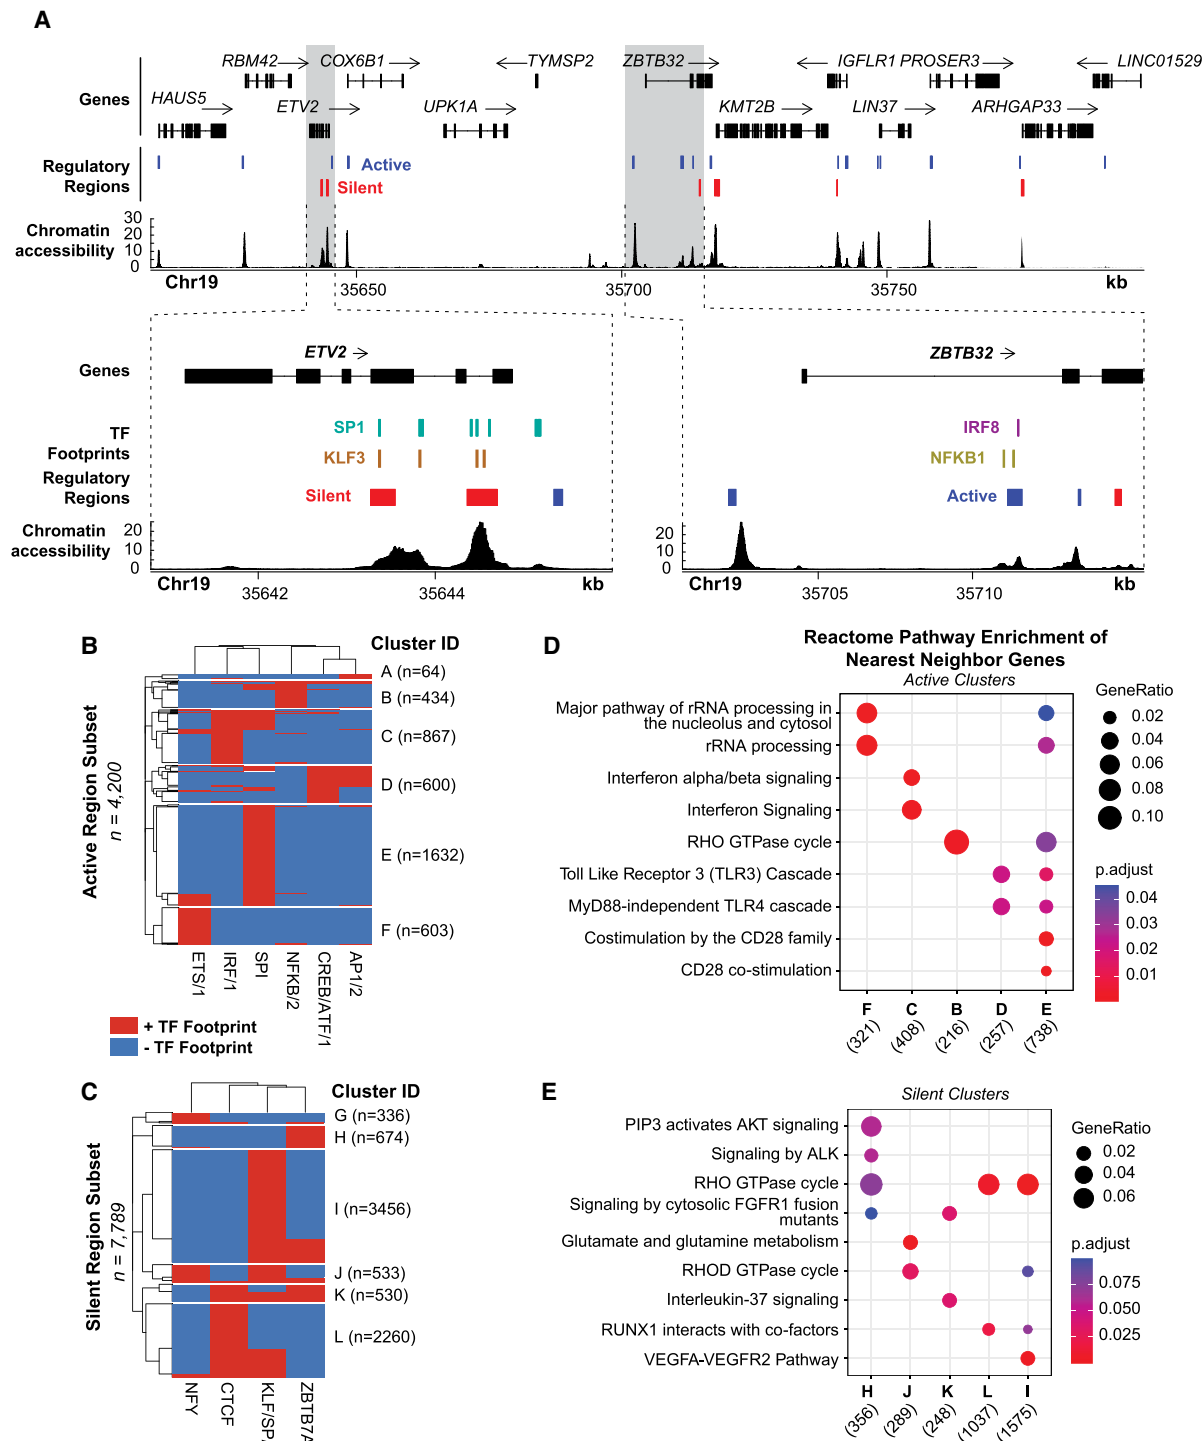 A
RBM42 COX6B1 TYMSP2 ZBTB32 IGFLR1 PROSER3 LINC01529
Genes
HAUS5 ETV2 UPK1A KMT2B LIN37 ARHGAP33
Regulatory
Regions
Active
Silent
Chromatin
accessibility
30
20
10
0
Chr19 35650 35700 35750 kb
Genes
ETV2
ZBTB32
TF
Footprints
SP1
KLF3
IRF8
NFKB1
Regulatory
Regions
Silent
Active
Chromatin
accessibility
20
10
0
20
10
0
Chr19 35642 35644 kb
Chr19 35705 35710 kb
B
Cluster ID
A (n=64)
B (n=434)
C (n=867)
D (n=600)
E (n=1632)
F (n=603)
Active Region Subset
n = 4,200
ETS/1
IRF/1
SPI
NFKB/2
CREB/ATF/1
AP1/2
+ TF Footprint
- TF Footprint
C
Cluster ID
G (n=336)
H (n=674)
I (n=3456)
J (n=533)
K (n=530)
L (n=2260)
Silent Region Subset
n = 7,789
NFY
CTCF
KLF/SP
ZBTB7A
D
Reactome Pathway Enrichment of
Nearest Neighbor Genes
Active Clusters
Major pathway of rRNA processing in
the nucleolus and cytosol
rRNA processing
Interferon alpha/beta signaling
Interferon Signaling
RHO GTPase cycle
Toll Like Receptor 3 (TLR3) Cascade
MyD88-independent TLR4 cascade
Costimulation by the CD28 family
CD28 co-stimulation
F C B D E
(321) (408) (216) (257) (738)
GeneRatio
0.02
0.04
0.06
0.08
0.10
p.adjust
0.04
0.03
0.02
0.01
E
Silent Clusters
PIP3 activates AKT signaling
Signaling by ALK
RHO GTPase cycle
Signaling by cytosolic FGFR1 fusion
mutants
Glutamate and glutamine metabolism
RHOD GTPase cycle
Interleukin-37 signaling
RUNX1 interacts with co-factors
VEGFA-VEGFR2 Pathway
H J K L I
(356) (289) (248) (1037) (1575)
GeneRatio
0.02
0.04
0.06
p.adjust
0.075
0.050
0.025